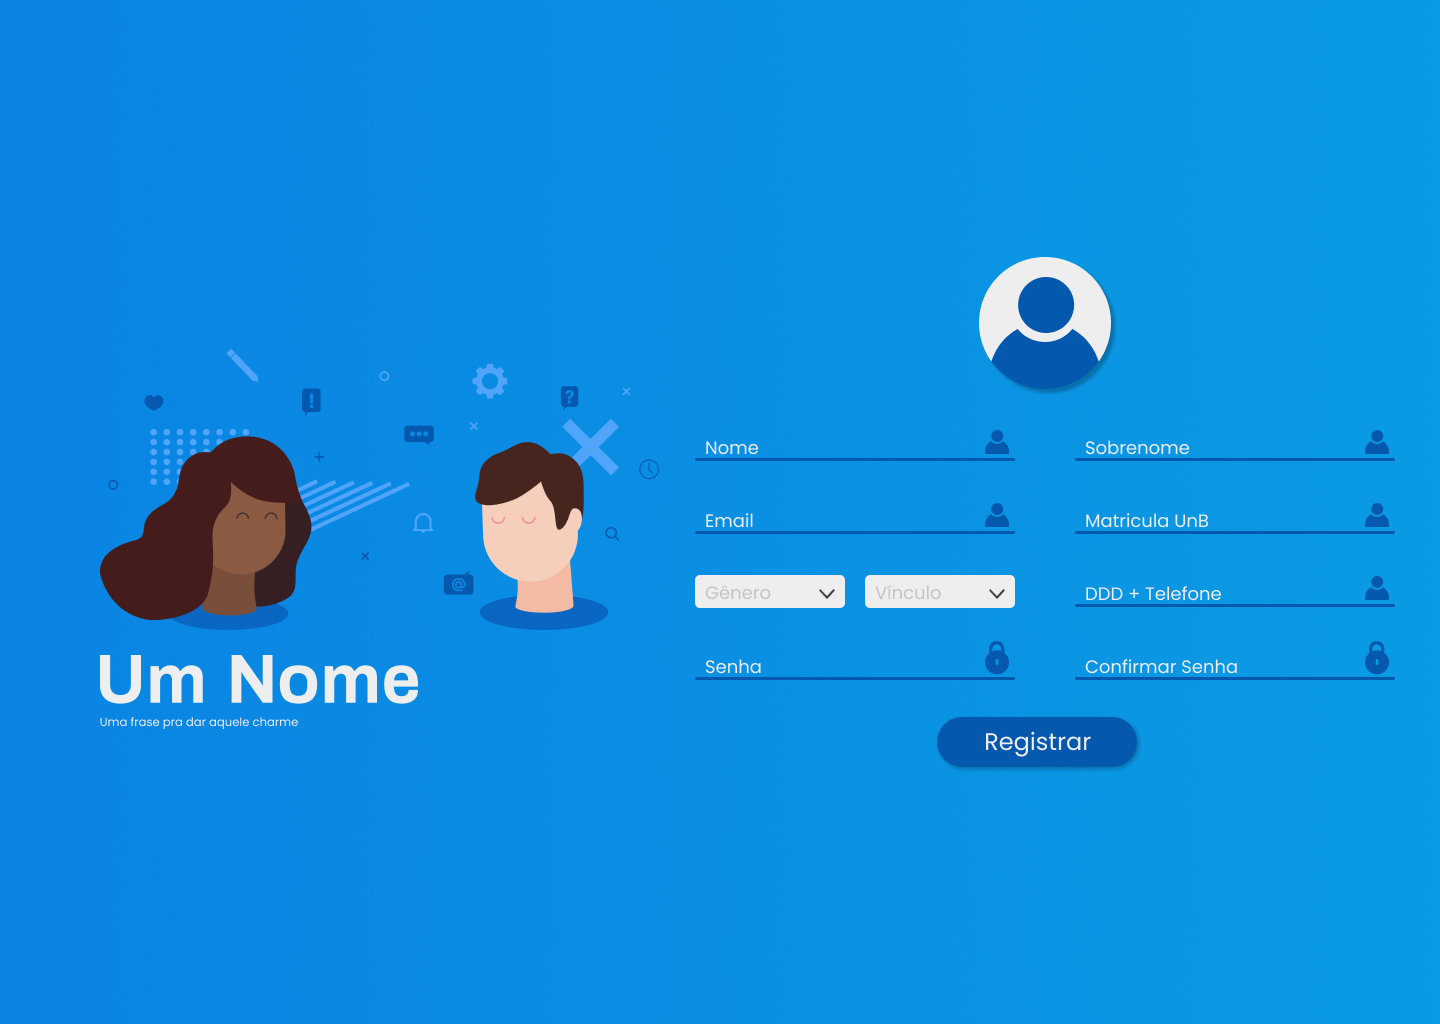 !
?
@
Um Nome
Uma frase pra dar aquele charme
Nome
Sobrenome
Email
Matricula UnB
Gênero
Vínculo
DDD + Telefone
Senha
Confirmar Senha
Registrar